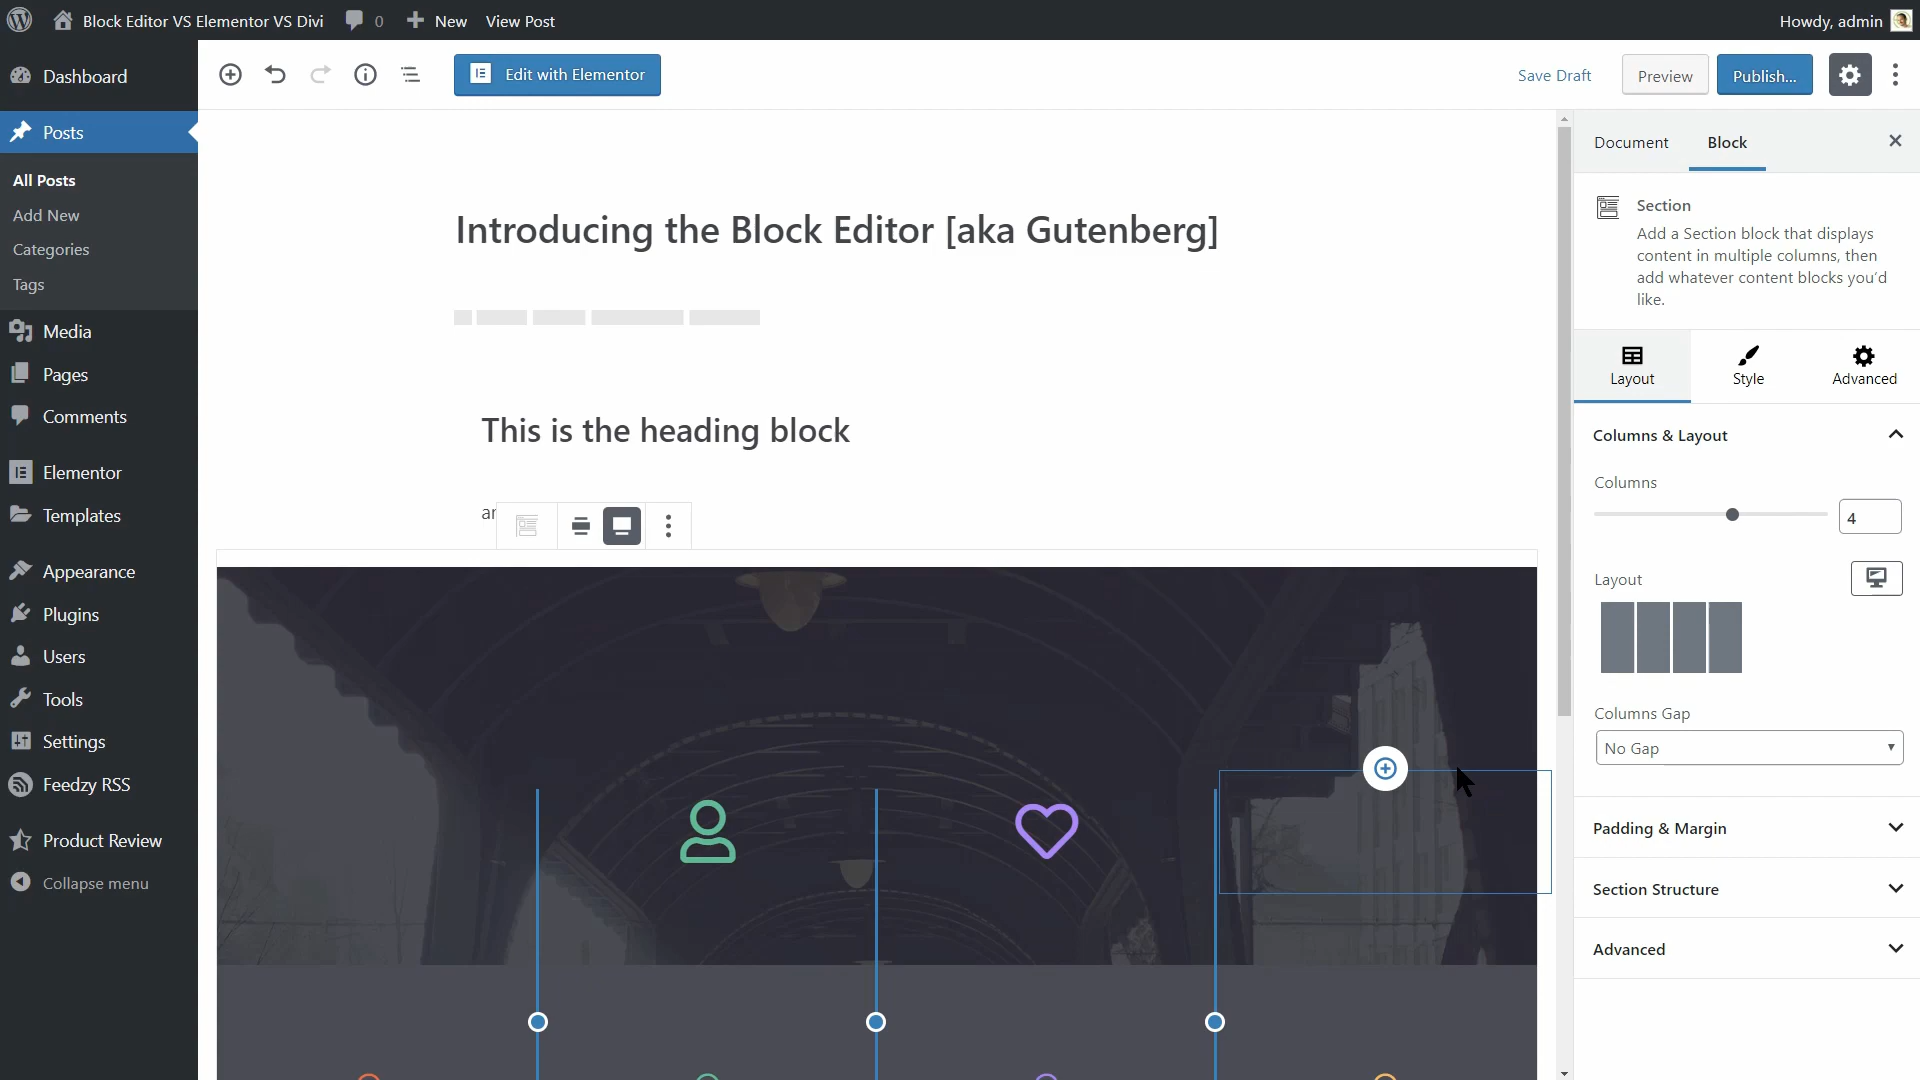 Block Editor VS Elementor VS Divi
0
New
View Post
Howdy, admin
Dashboard
Posts
All Posts
Add New
Categories
Tags
Media
Pages
Comments
Elementor
Templates
Appearance
Plugins
Users
Tools
Settings
Feedzy RSS
Product Review
Collapse menu
Edit with Elementor
Save Draft
Preview
Publish...
Introducing the Block Editor [aka Gutenberg]
This is the heading block
ar
Document
Block
Section
Add a Section block that displays
content in multiple columns, then
add whatever content blocks you'd
like.
Layout
Style
Advanced
Columns & Layout
Columns
4
Layout
Columns Gap
No Gap
Padding & Margin
Section Structure
Advanced